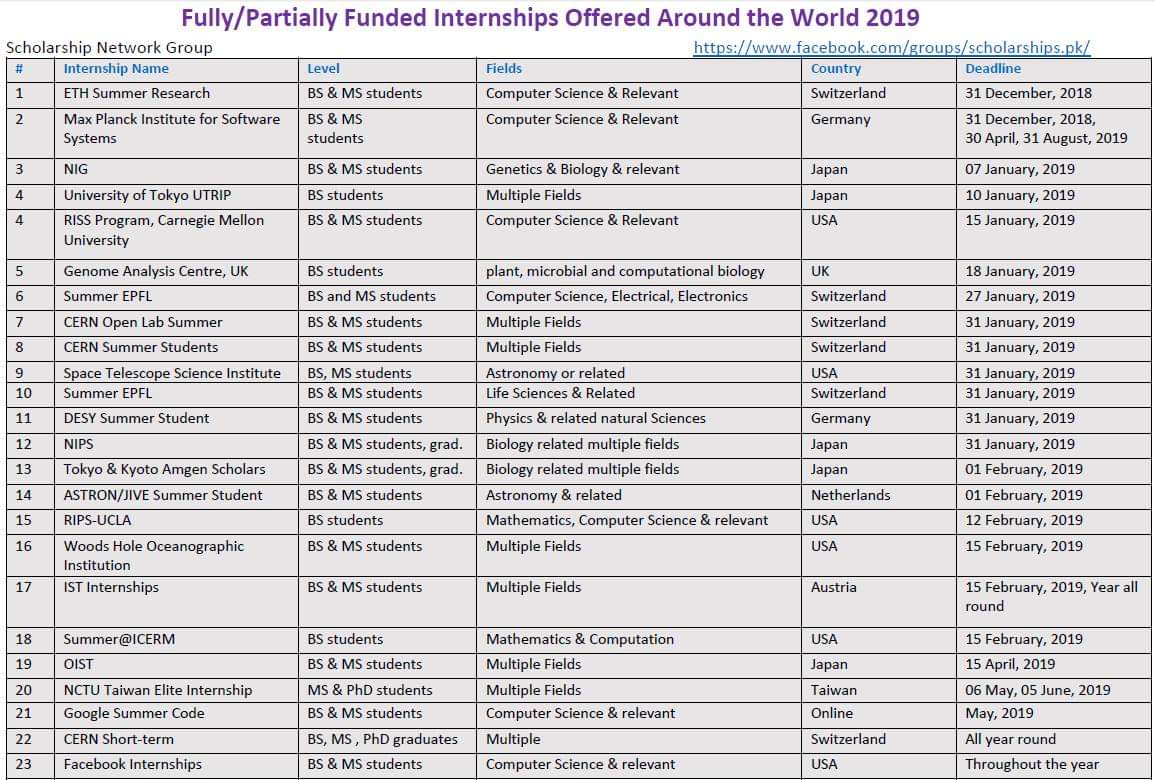 Fully/Partially Funded Internships Offered Around the World 2019
Scholarship Network Group https://www.facebook.com/groups/scholarships.pk/
# Internship Name Level Fields Country Deadline
1 ETH Summer Research BS & MS students Computer Science & Relevant Switzerland 31 December, 2018
2 Max Planck Institute for Software BS & MS Computer Science & Relevant Germany 31 December, 2018,
Systems students 30 April, 31 August, 2019
3 NIG BS & MS students Genetics & Biology & relevant Japan 07 January, 2019
4 University of Tokyo UTRIP BS students Multiple Fields Japan 10 January, 2019
4 RISS Program, Carnegie Mellon BS & MS students Computer Science & Relevant USA 15 January, 2019
University
5 Genome Analysis Centre, UK BS students plant, microbial and computational biology UK 18 January, 2019
6 Summer EPFL BS and MS students Computer Science, Electrical, Electronics Switzerland 27 January, 2019
7 CERN Open Lab Summer BS & MS students Multiple Fields Switzerland 31 January, 2019
8 CERN Summer Students BS & MS students Multiple Fields Switzerland 31 January, 2019
9 Space Telescope Science Institute BS, MS students Astronomy or related USA 31 January, 2019
10 Summer EPFL BS & MS students Life Sciences & Related Switzerland 31 January, 2019
11 DESY Summer Student BS & MS students Physics & related natural Sciences Germany 31 January, 2019
12 NIPS BS & MS students, grad. Biology related multiple fields Japan 31 January, 2019
13 Tokyo & Kyoto Amgen Scholars BS & MS students, grad. Biology related multiple fields Japan 01 February, 2019
14 ASTRON/JIVE Summer Student BS & MS students Astronomy & related Netherlands 01 February, 2019
15 RIPS-UCLA BS students Mathematics, Computer Science & relevant USA 12 February, 2019
16 Woods Hole Oceanographic BS & MS students Multiple Fields USA 15 February, 2019
Institution
17 IST Internships BS & MS students Multiple Fields Austria 15 February, 2019, Year all
round
18 Summer@ICERM BS students Mathematics & Computation USA 15 February, 2019
19 OIST BS & MS students Multiple Fields Japan 15 April, 2019
20 NCTU Taiwan Elite Internship MS & PhD students Multiple Fields Taiwan 06 May, 05 June, 2019
21 Google Summer Code BS & MS students Computer Science & relevant Online May, 2019
22 CERN Short-term BS, MS , PhD graduates Multiple Switzerland All year round
23 Facebook Internships BS & MS students Computer Science & relevant USA Throughout the year